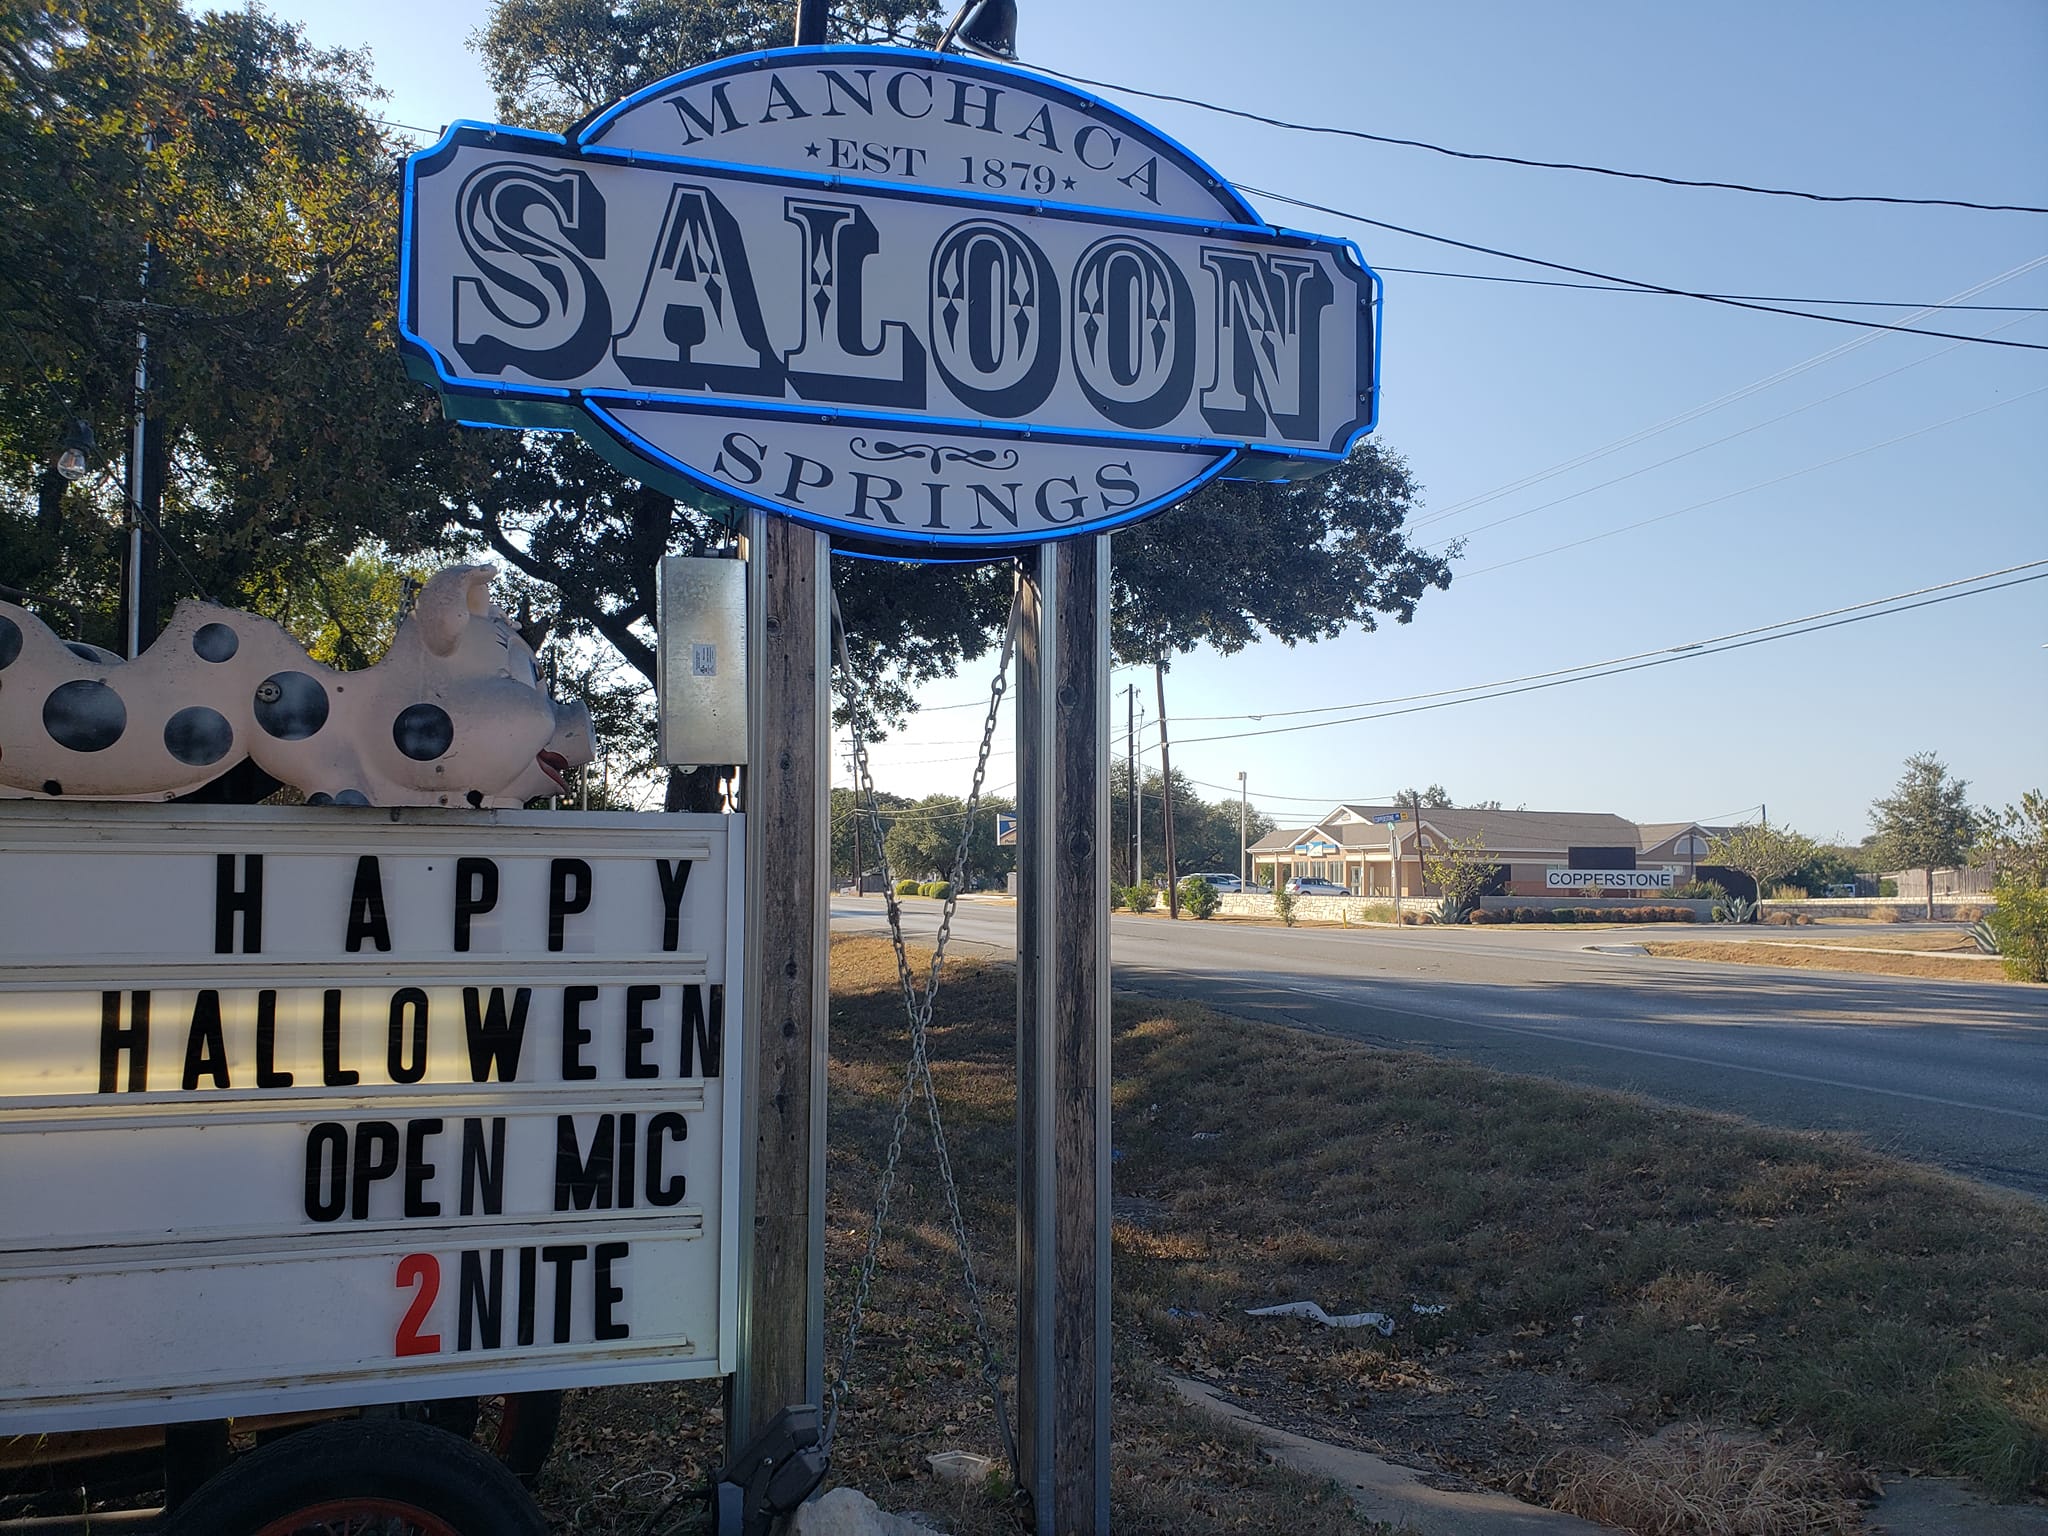 MANCHACA
★EST 1879★
SALOON
SPRINGS
HAPPY
HALLOWEEN
OPEN MIC
2NITE
COPPERSTONE